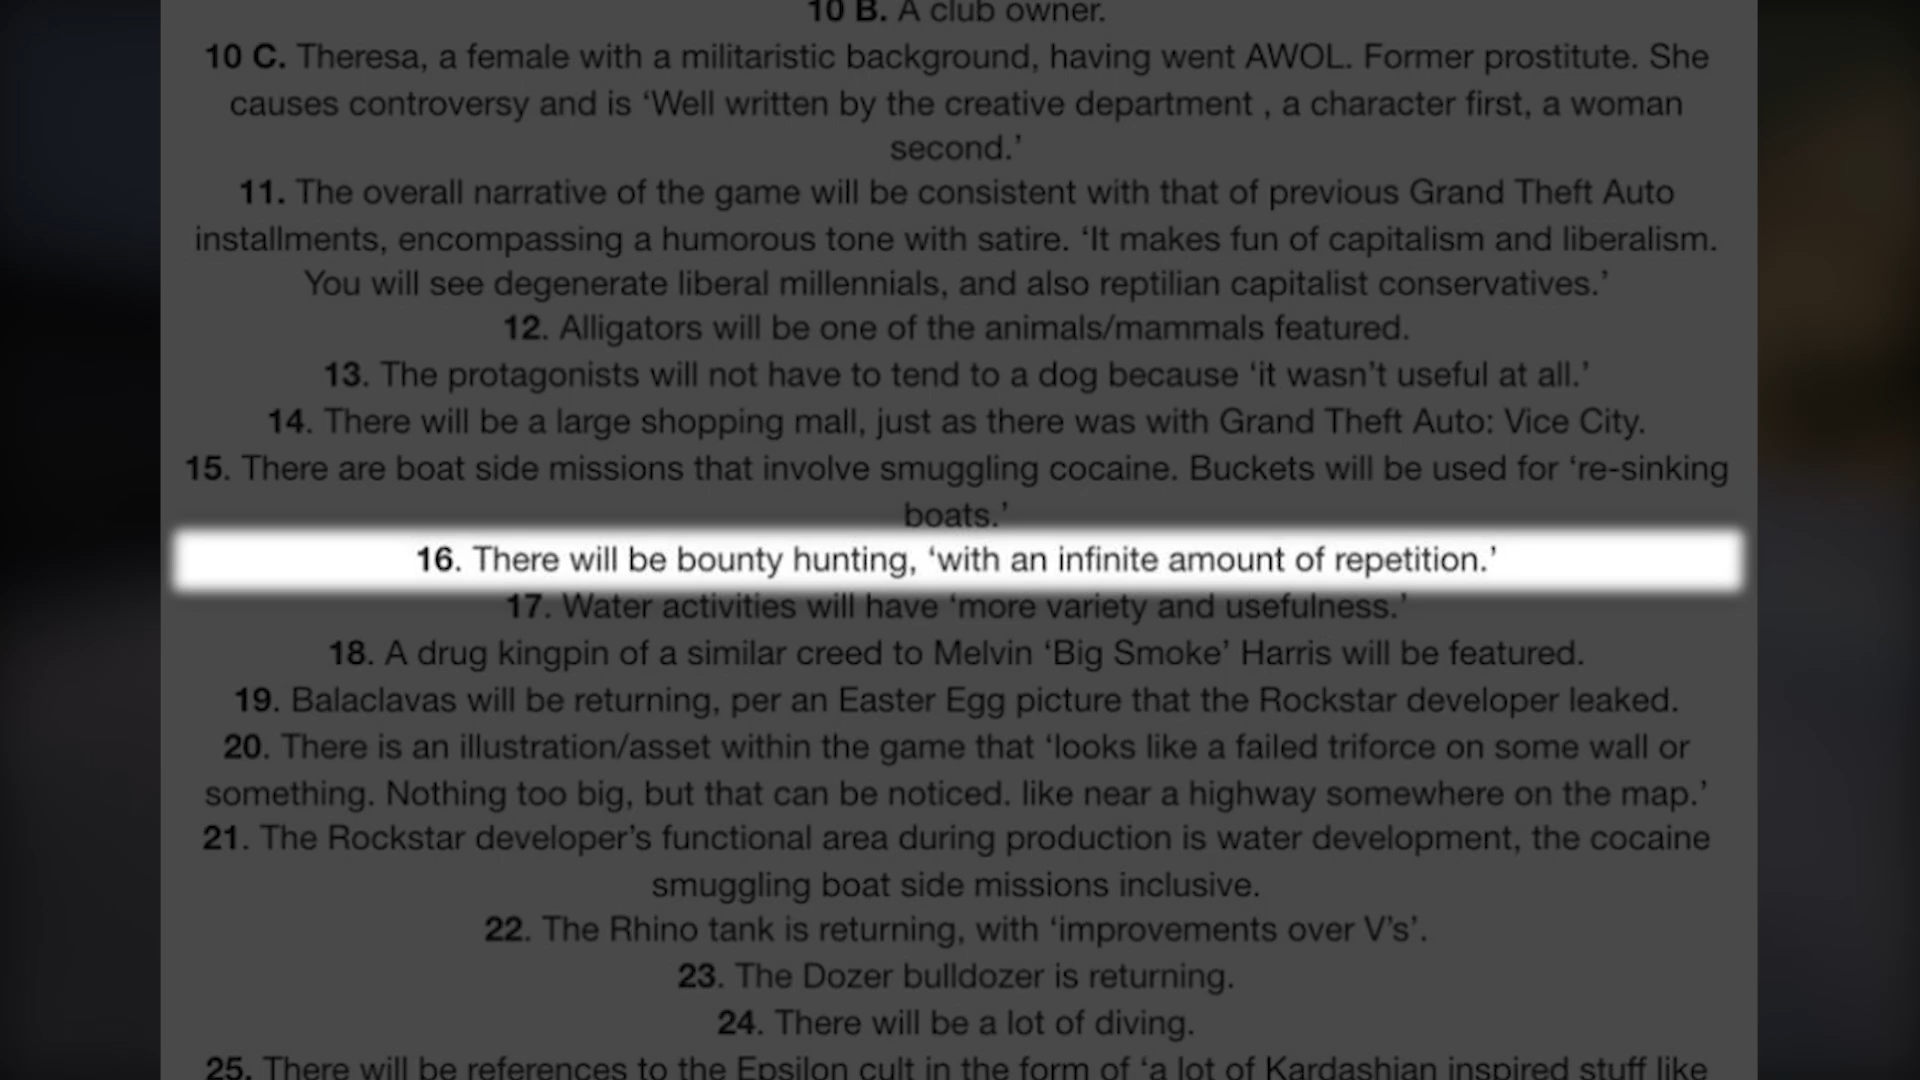 10 B. A club owner.
10 C. Theresa, a female with a militaristic background, having went AWOL. Former prostitute. She
causes controversy and is ‘Well written by the creative department , a character first, a woman
second.’
11. The overall narrative of the game will be consistent with that of previous Grand Theft Auto
installments, encompassing a humorous tone with satire. ‘It makes fun of capitalism and liberalism.
You will see degenerate liberal millennials, and also reptilian capitalist conservatives.’
12. Alligators will be one of the animals/mammals featured.
13. The protagonists will not have to tend to a dog because ‘it wasn’t useful at all.’
14. There will be a large shopping mall, just as there was with Grand Theft Auto: Vice City.
15. There are boat side missions that involve smuggling cocaine. Buckets will be used for ‘re-sinking
boats.’
16. There will be bounty hunting, ‘with an infinite amount of repetition.’
17. Water activities will have ‘more variety and usefulness.’
18. A drug kingpin of a similar creed to Melvin ‘Big Smoke’ Harris will be featured.
19. Balaclavas will be returning, per an Easter Egg picture that the Rockstar developer leaked.
20. There is an illustration/asset within the game that ‘looks like a failed triforce on some wall or
something. Nothing too big, but that can be noticed. like near a highway somewhere on the map.’
21. The Rockstar developer’s functional area during production is water development, the cocaine
smuggling boat side missions inclusive.
22. The Rhino tank is returning, with ‘improvements over V’s’.
23. The Dozer bulldozer is returning.
24. There will be a lot of diving.
25. There will be references to the Epsilon cult in the form of ‘a lot of Kardashian inspired stuff like